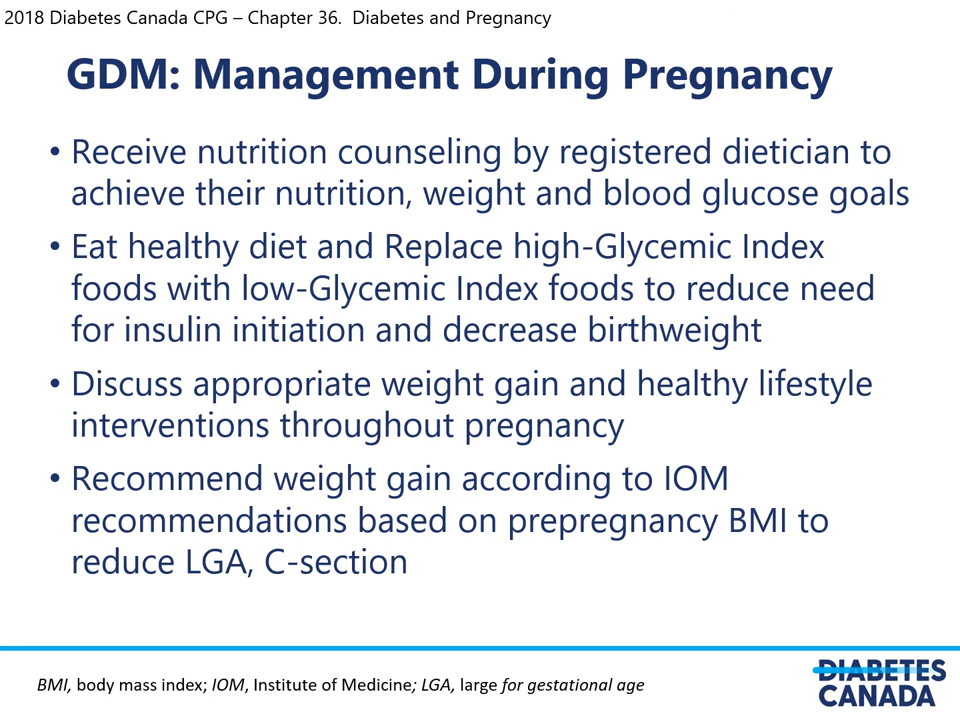 2018 Diabetes Canada CPG – Chapter 36.  Diabetes and Pregnancy
GDM: Management During Pregnancy
• Receive nutrition counseling by registered dietician to
achieve their nutrition, weight and blood glucose goals
• Eat healthy diet and Replace high-Glycemic Index
foods with low-Glycemic Index foods to reduce need
for insulin initiation and decrease birthweight
• Discuss appropriate weight gain and healthy lifestyle
interventions throughout pregnancy
• Recommend weight gain according to IOM
recommendations based on prepregnancy BMI to
reduce LGA, C-section
BMI, body mass index; IOM, Institute of Medicine; LGA, large for gestational age
DIABETES
CANADA